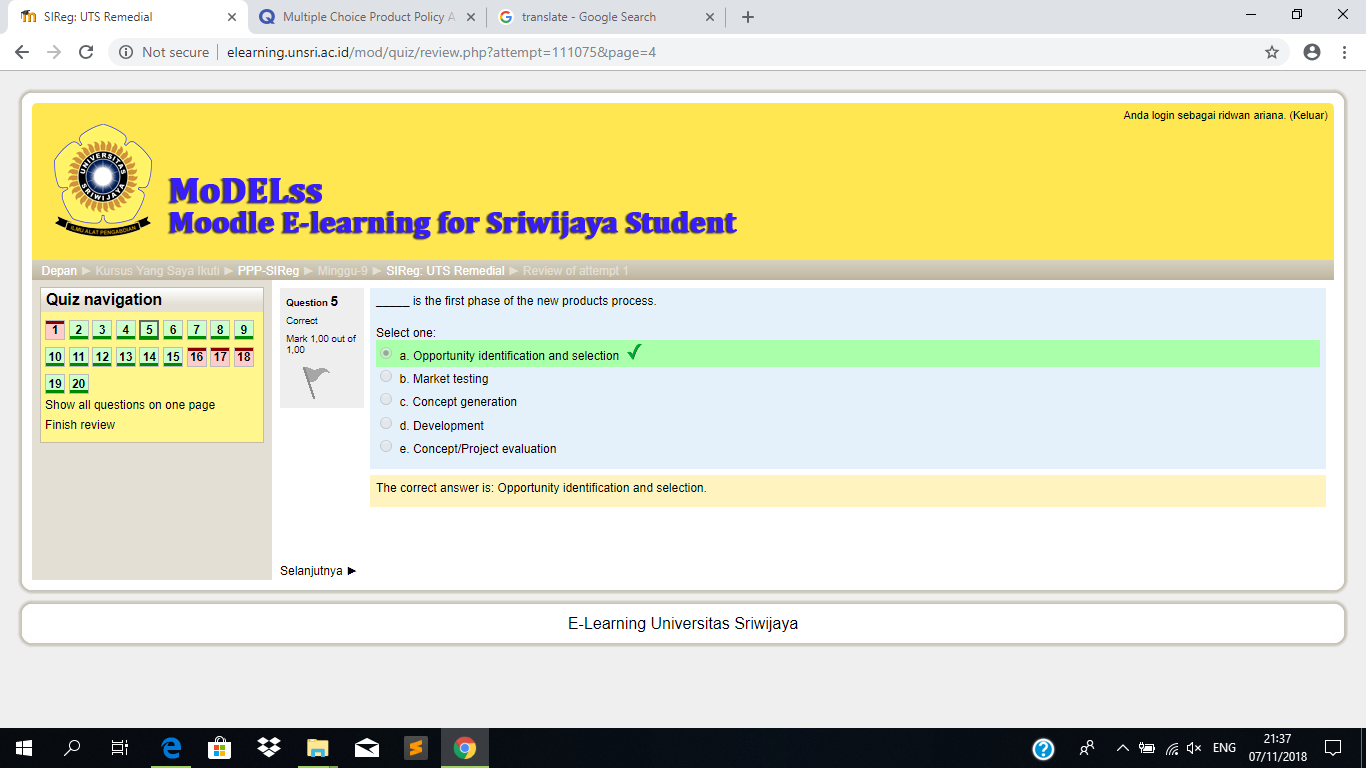 SIReg: UTS Remedial
Multiple Choice Product Policy A
translate - Google Search
Not secure
elearning.unsri.ac.id/mod/quiz/review.php?attempt=111075&page=4
Anda login sebagai ridwan ariana. (Keluar)
UNIVERSITAS
SRIWIJAYA
ILMU ALAT PENGABDIAN
MoDELss
Moodle E-learning for Sriwijaya Student
Depan ► Kursus Yang Saya Ikuti ► PPP-SIReg ► Minggu-9 ► SIReg: UTS Remedial ► Review of attempt 1
Quiz navigation
1 2 3 4 5 6 7 8 9
10 11 12 13 14 15 16 17 18
19 20
Show all questions on one page
Finish review
Question 5
Correct
Mark 1,00 out of
1,00
_____ is the first phase of the new products process.
Select one:
a. Opportunity identification and selection
b. Market testing
c. Concept generation
d. Development
e. Concept/Project evaluation
The correct answer is: Opportunity identification and selection.
Selanjutnya ►
E-Learning Universitas Sriwijaya
ENG
21:37
07/11/2018